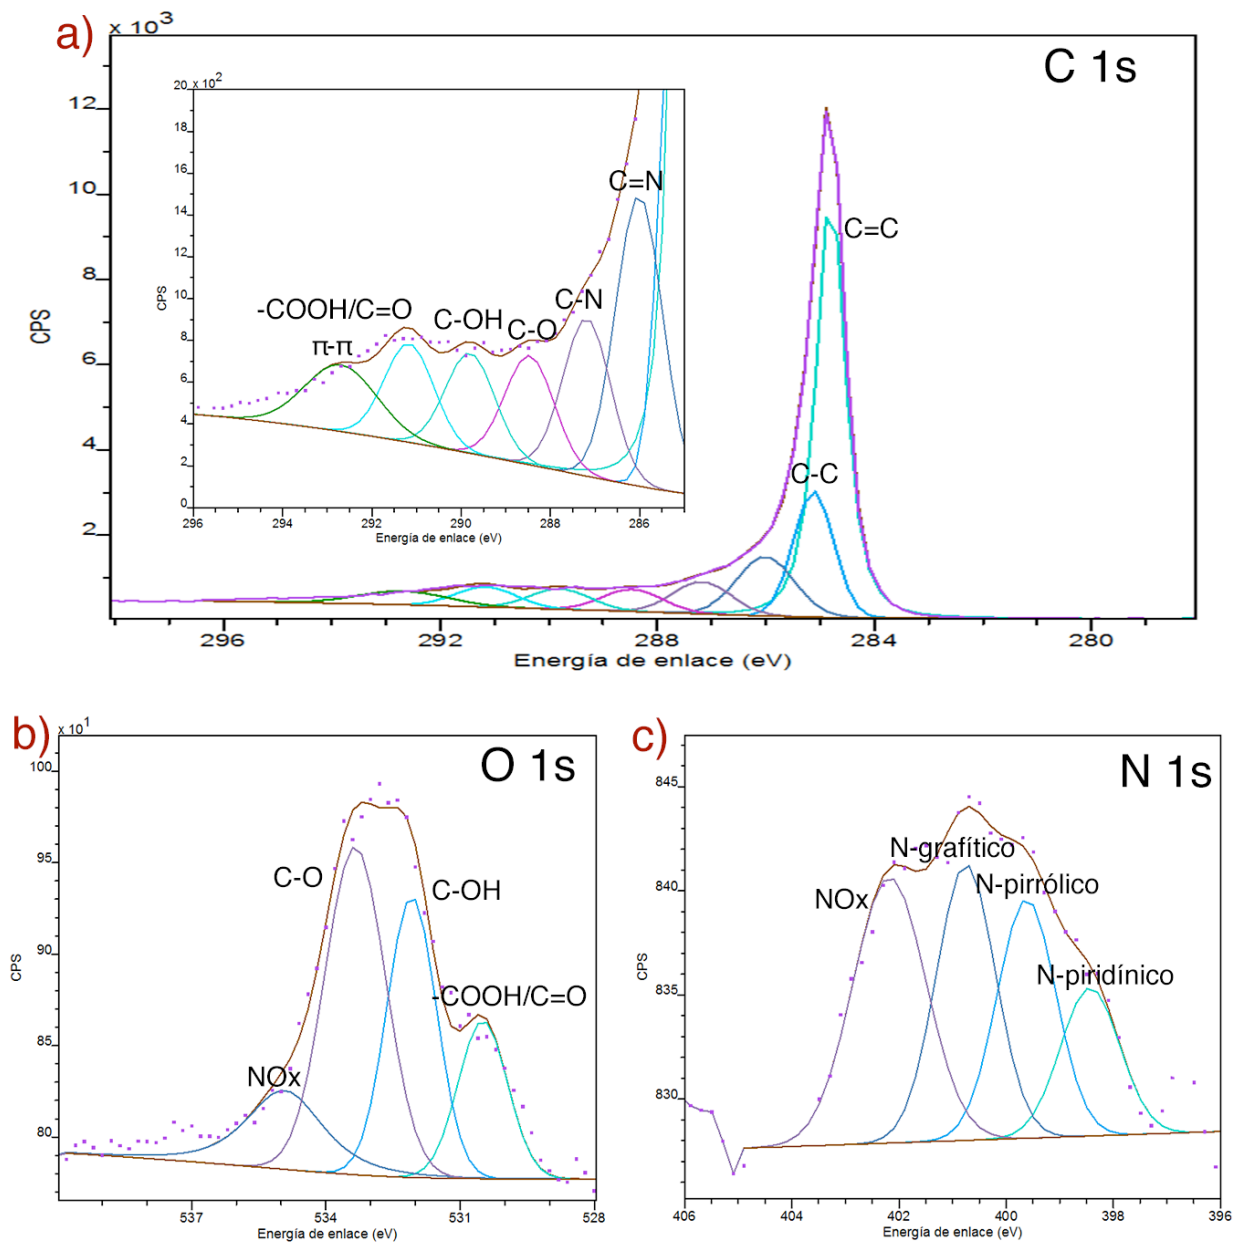 a)
x 10³
C 1s
CPS
12
10
8
6
4
2
C=C
C-C
296
292
288
284
280
Energía de enlace (eV)
20 x 10²
18
16
14
12
10
8
6
4
2
0
CPS
C=N
C-N
-COOH/C=O
C-OH
C-O
π-π
296
294
292
290
288
286
Energía de enlace (eV)
b)
x 10¹
O 1s
100
95
90
85
80
CPS
C-O
C-OH
-COOH/C=O
NOx
537
534
531
528
Energía de enlace (eV)
c)
N 1s
845
840
835
830
CPS
N-grafítico
NOx
N-pirrólico
N-piridínico
406
404
402
400
398
396
Energía de enlace (eV)